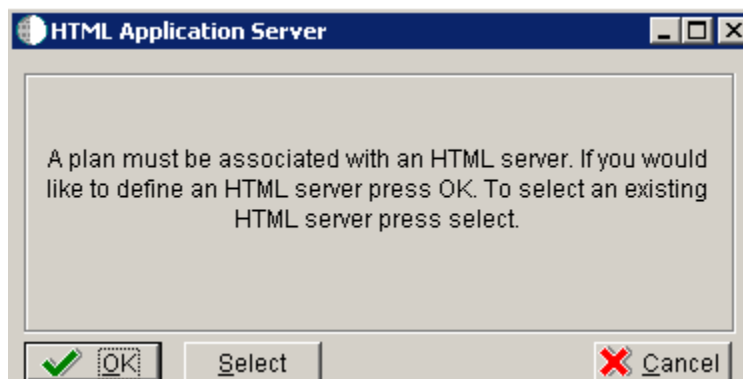 HTML Application Server
A plan must be associated with an HTML server. If you would
like to define an HTML server press OK. To select an existing
HTML server press select.
OK Select Cancel